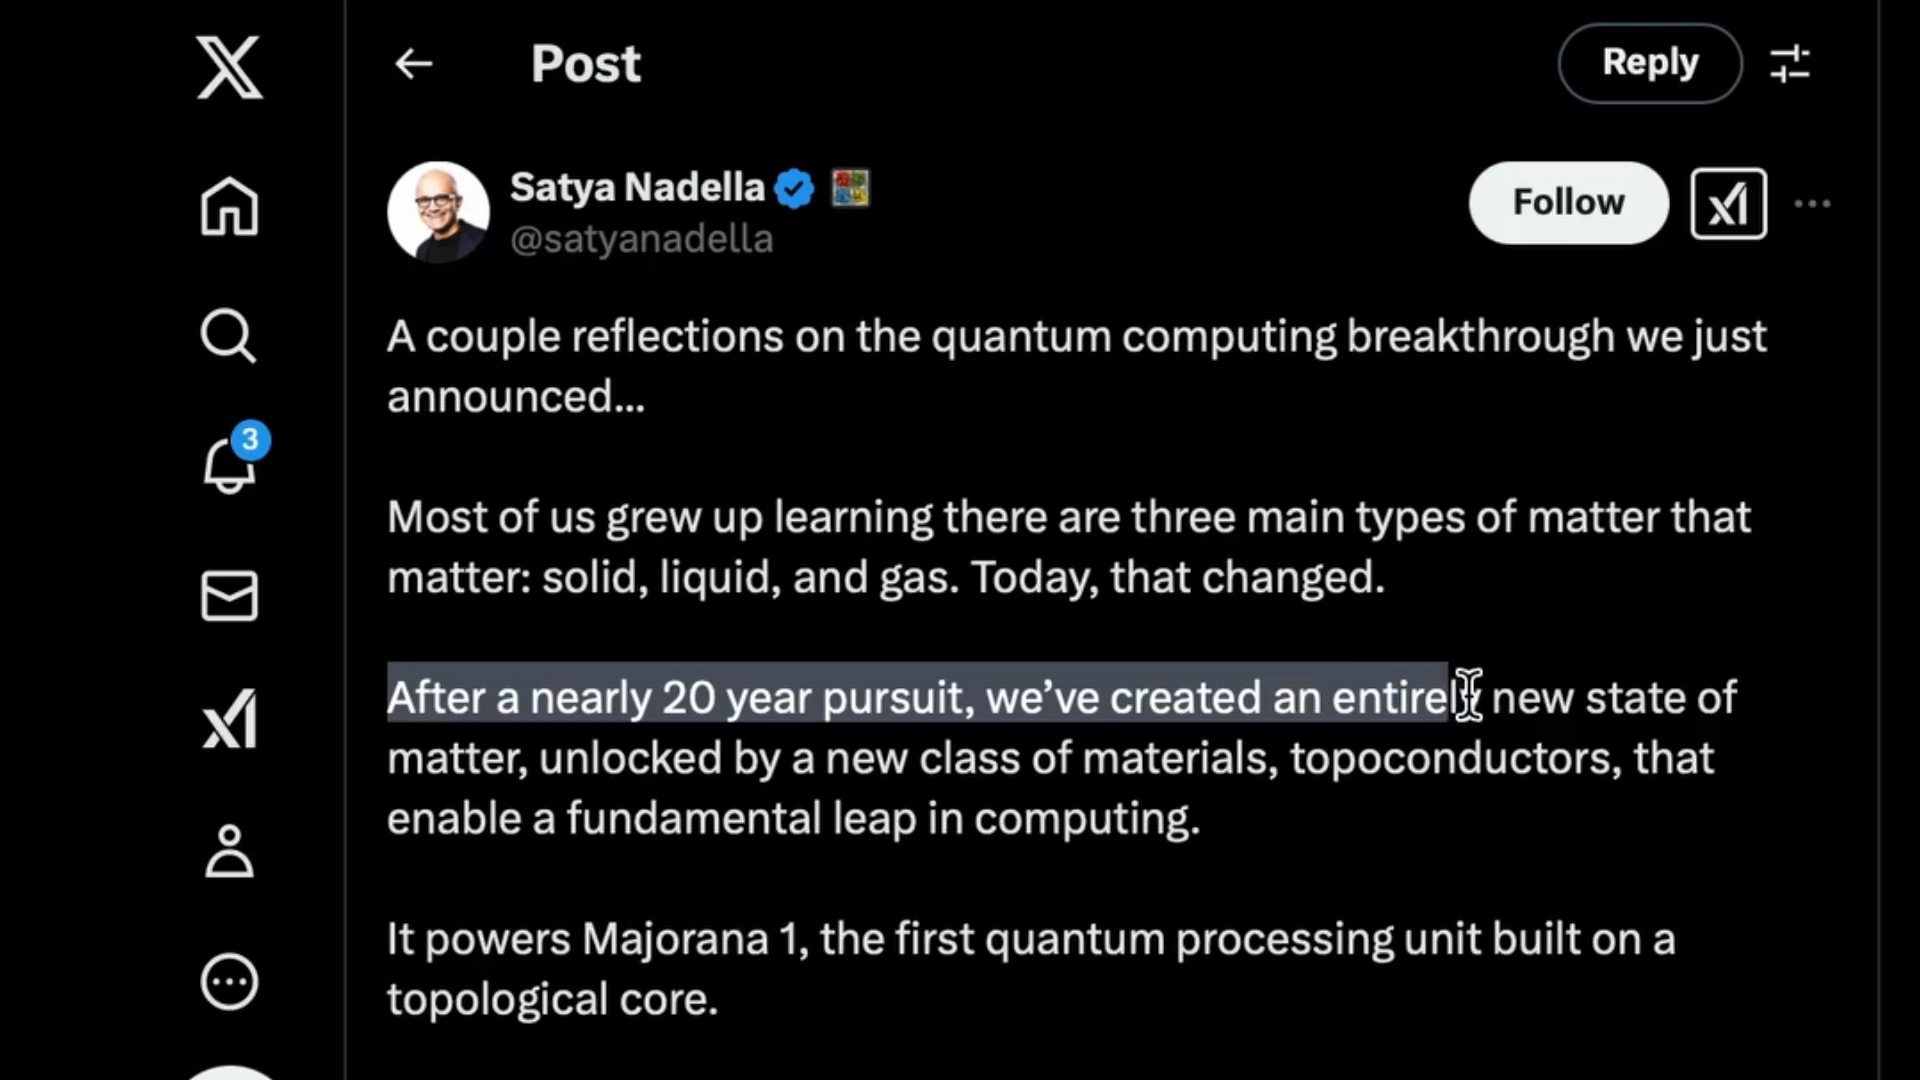 Post
Reply
Satya Nadella
@satyanadella
Follow
3
A couple reflections on the quantum computing breakthrough we just
announced...
Most of us grew up learning there are three main types of matter that
matter: solid, liquid, and gas. Today, that changed.
After a nearly 20 year pursuit, we’ve created an entirely new state of
matter, unlocked by a new class of materials, topoconductors, that
enable a fundamental leap in computing.
It powers Majorana 1, the first quantum processing unit built on a
topological core.